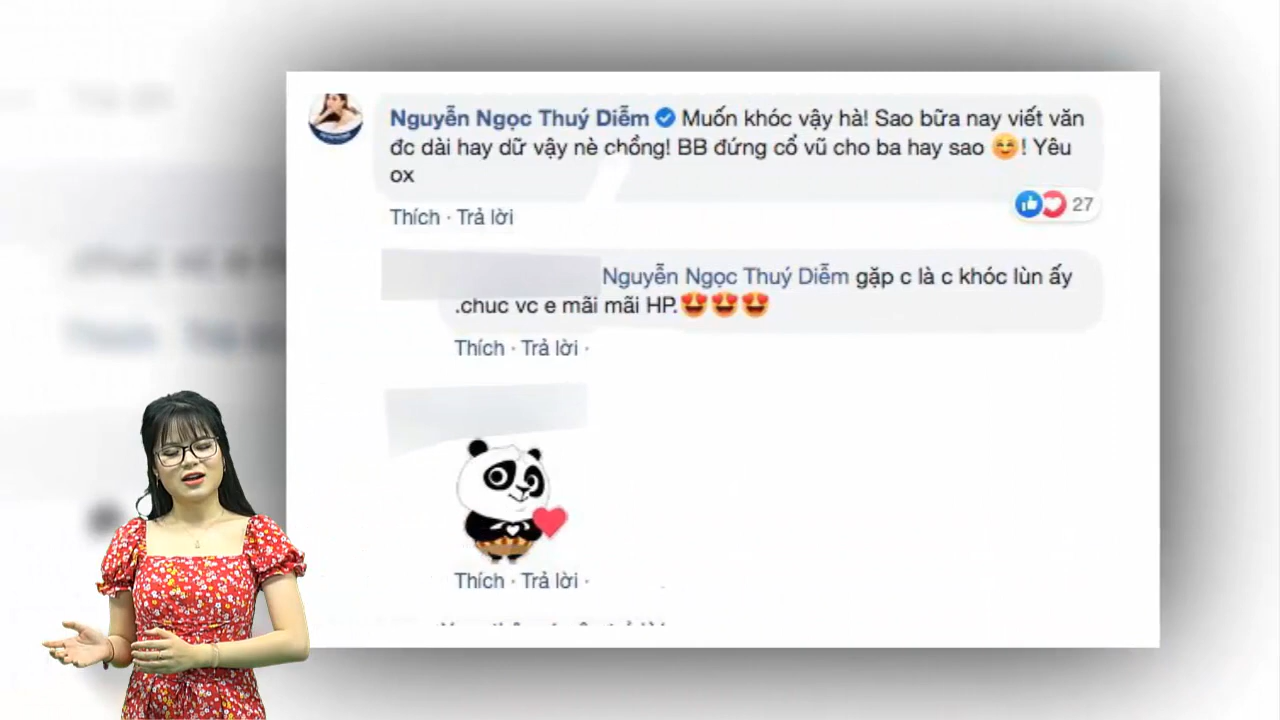 Nguyễn Ngọc Thuý Diễm Muốn khóc vậy hà! Sao bữa nay viết văn
đc dài hay dữ vậy nè chồng! BB đứng cổ vũ cho ba hay sao 😊! Yêu
ox
27
Thích · Trả lời
Nguyễn Ngọc Thuý Diễm gặp c là c khóc lùn ấy
.chuc vc e mãi mãi HP.😍😍😍
Thích · Trả lời ·
Thích · Trả lời ·